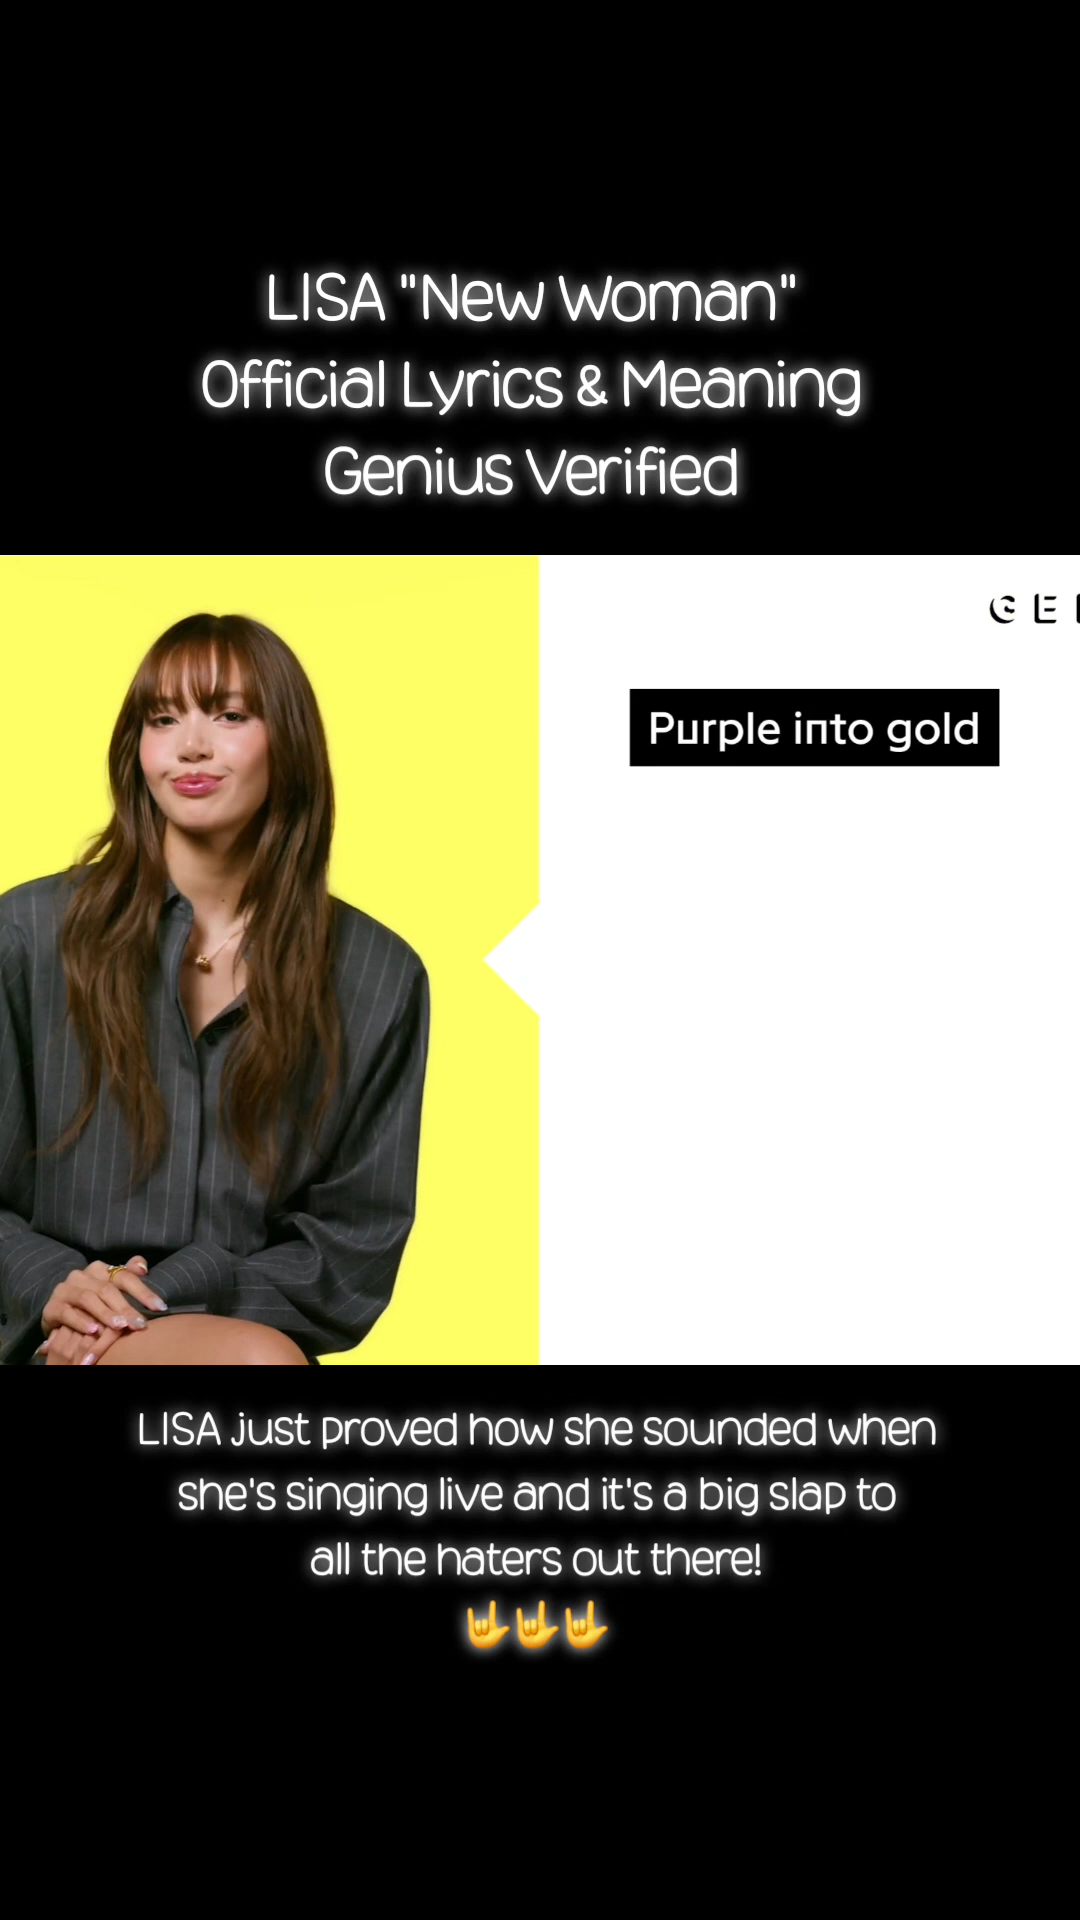 LISA "New Woman"
Official Lyrics & Meaning
Genius Verified
GE
Purple into gold
LISA just proved how she sounded when
she's singing live and it's a big slap to
all the haters out there!
🤟🤟🤟